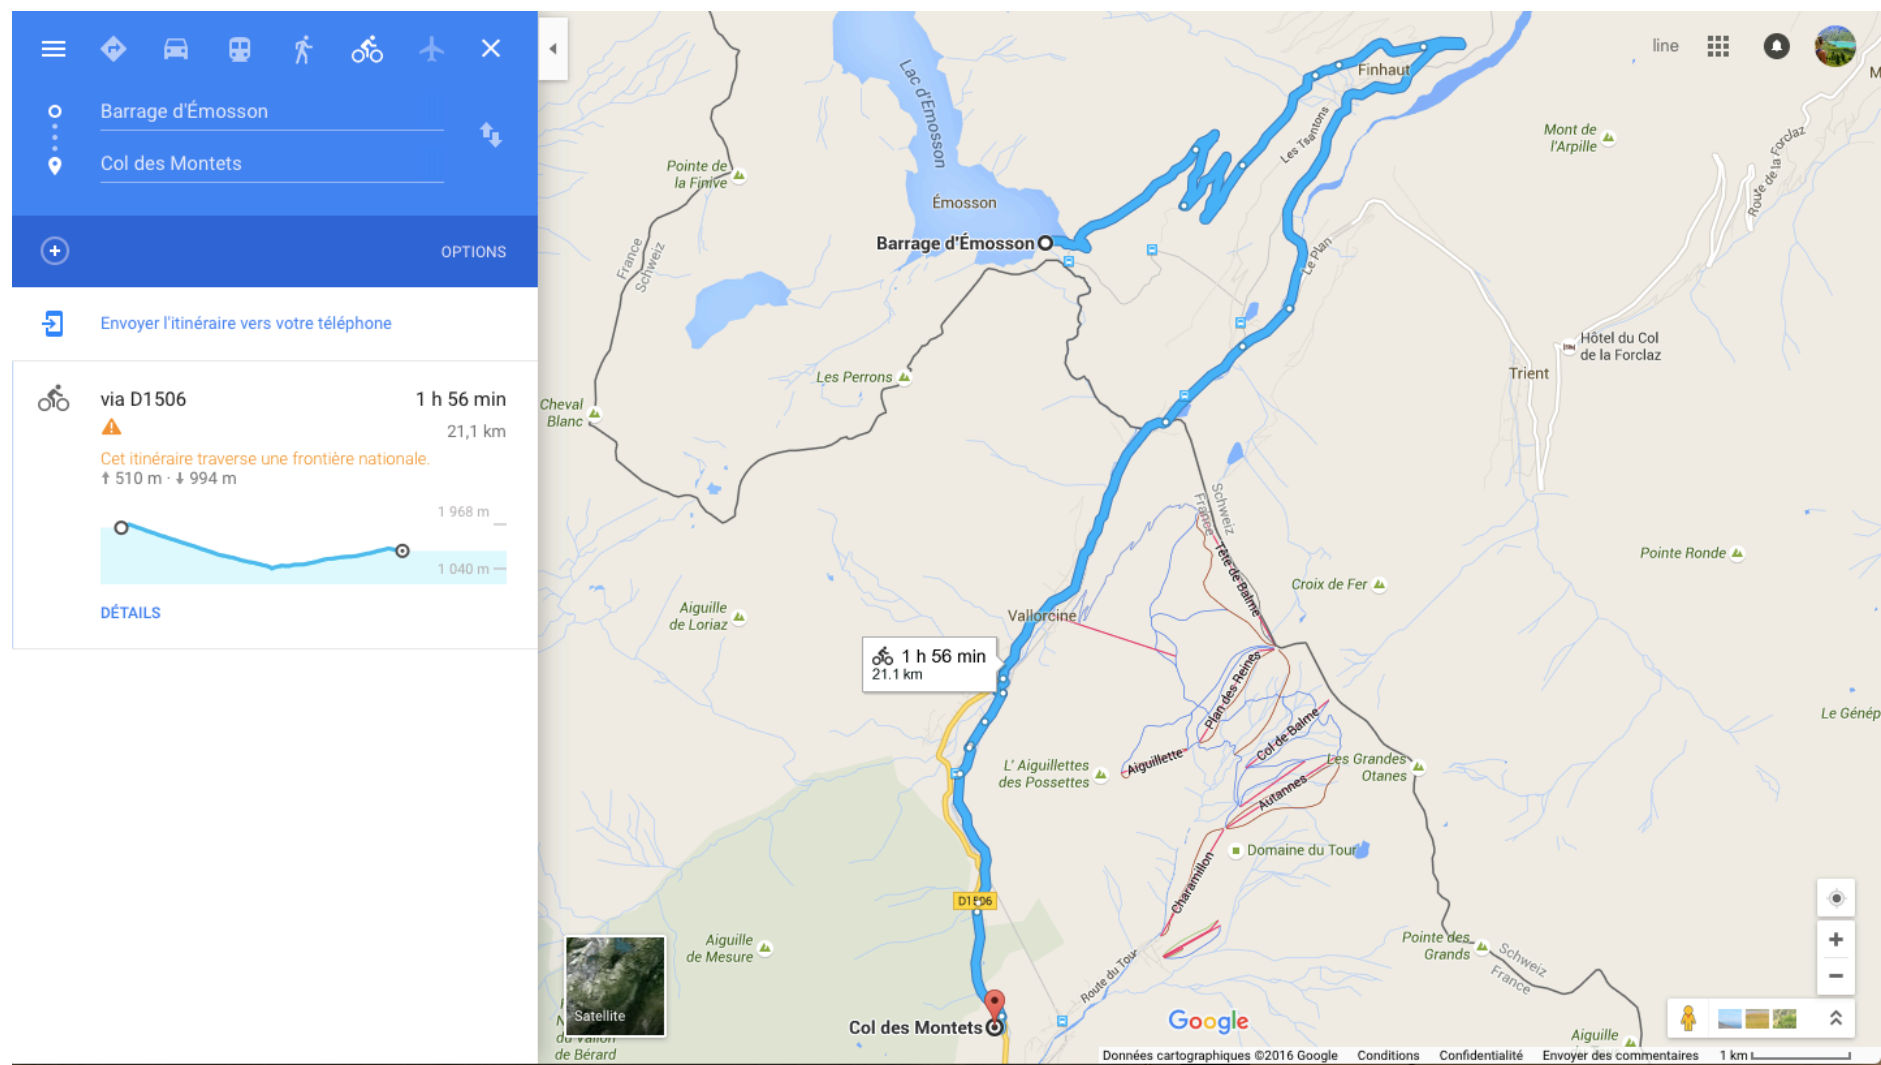 Barrage d'Émosson
Col des Montets
OPTIONS
Envoyer l'itinéraire vers votre téléphone
via D1506
1 h 56 min
21,1 km
Cet itinéraire traverse une frontière nationale.
↑ 510 m · ↓ 994 m
1 968 m
1 040 m
DÉTAILS
line
Lac d'Emosson
Finhaut
Les Tsantons
Mont de
l'Arpille
Route de la Forclaz
Pointe de
la Finive
Émosson
Barrage d'Émosson
France
Schweiz
Le Plan
Hôtel du Col
de la Forclaz
Trient
Les Perrons
Cheval
Blanc
Schweiz
France
Tête de Balme
Pointe Ronde
Croix de Fer
Aiguille
de Loriaz
Vallorcine
1 h 56 min
21.1 km
Plan des Reines
Col de Balme
Le Génép
L' Aiguillettes
des Possettes
Aiguillette
Les Grandes
Otanes
Autannes
Domaine du Tour
Charamillon
D1506
Aiguille
de Mesure
Pointe des
Grands
Schweiz
France
Route du Tour
Satellite
Col des Montets
du Vallon
de Bérard
Google
Aiguille
Données cartographiques ©2016 Google
Conditions
Confidentialité
Envoyer des commentaires
1 km